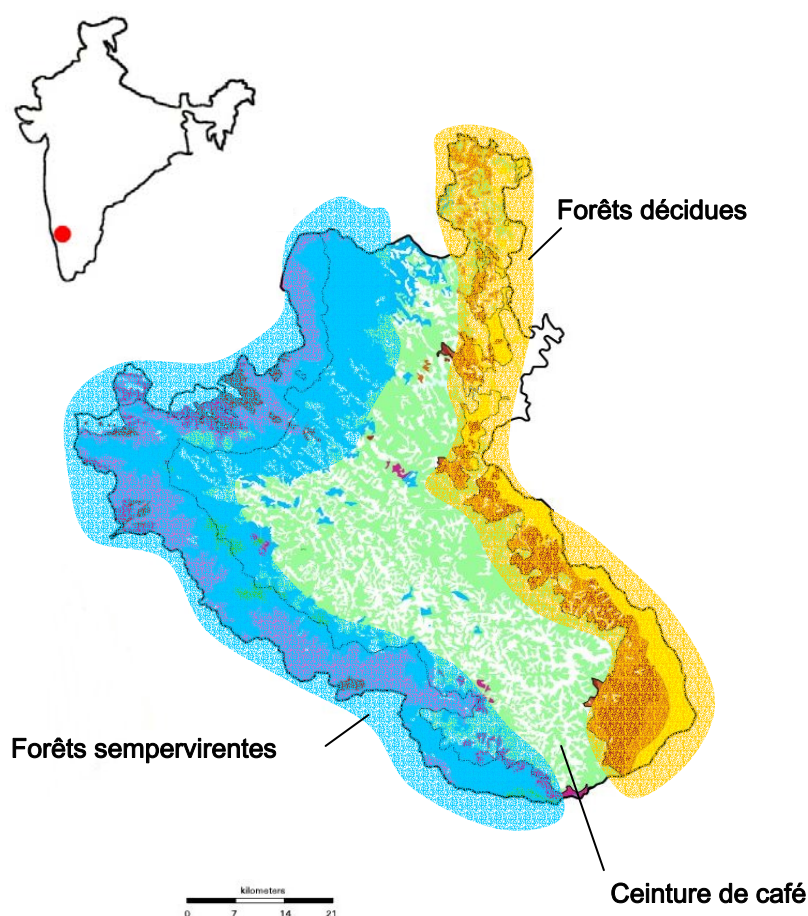 Forêts décidues
Forêts sempervirentes
Ceinture de café
kilometers
0 7 14 21